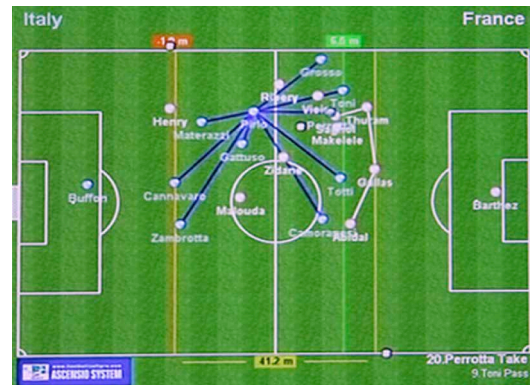 Italy
France
6.5 m
Grosso
Ribery
Toni
Henry
Vieira
Thuram
Materazzi
Pirlo
Perrotta
Makelele
Gattuso
Zidane
Gallas
Cannavaro
Totti
Buffon
Malouda
Barthez
Zambrotta
Camoranesi
Abidal
41.2 m
20.Perrotta Take
9.Toni Pass
ASCENSIO SYSTEM